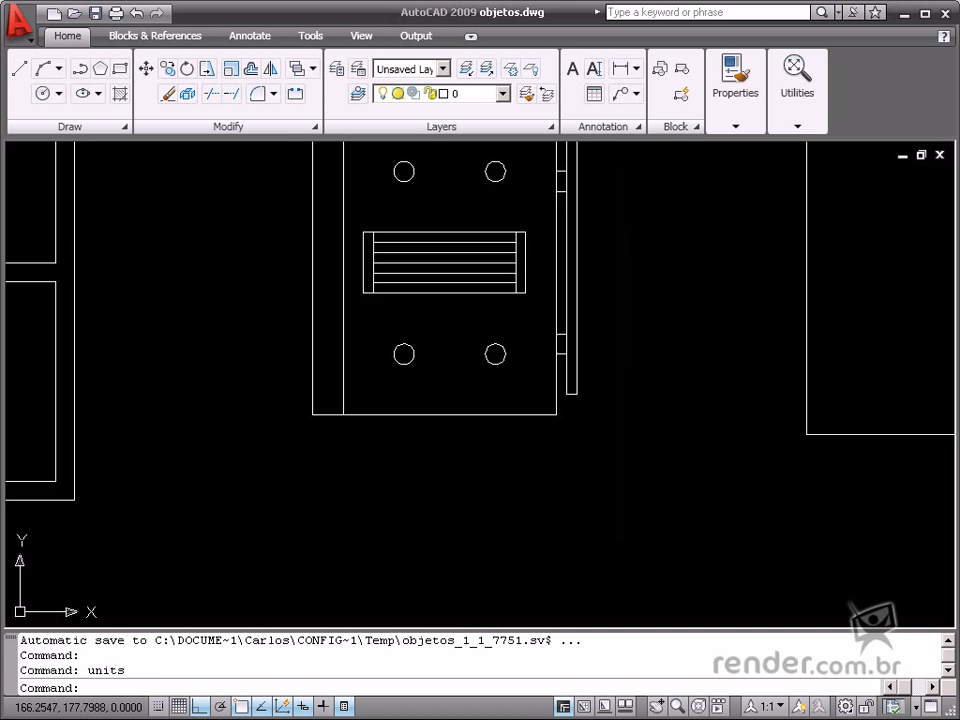 AutoCAD 2009 objetos.dwg
Type a keyword or phrase
Home Blocks & References Annotate Tools View Output
Unsaved Lay
0
Properties
Utilities
Draw Modify Layers Annotation Block
Y
X
Automatic save to C:\DOCUME~1\Carlos\CONFIG~1\Temp\objetos_1_1_7751.sv$ ...
Command:
Command: units
Command:
render.com.br
166.2547, 177.7988, 0.0000
1:1